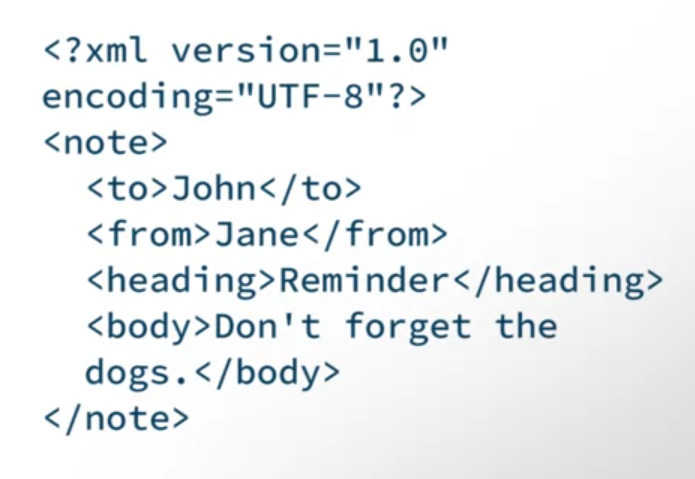 <?xml version="1.0"
encoding="UTF-8"?>
<note>
<to>John</to>
<from>Jane</from>
<heading>Reminder</heading>
<body>Don't forget the
dogs.</body>
</note>